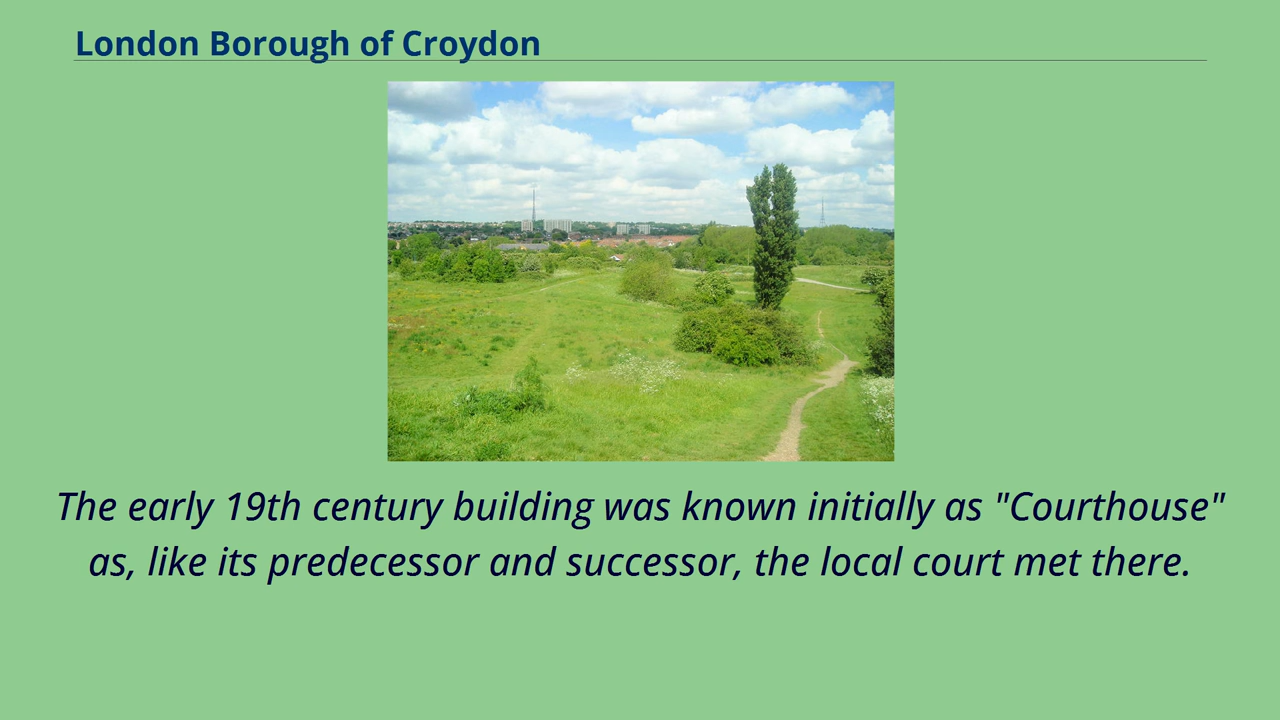 London Borough of Croydon
The early 19th century building was known initially as "Courthouse"
as, like its predecessor and successor, the local court met there.